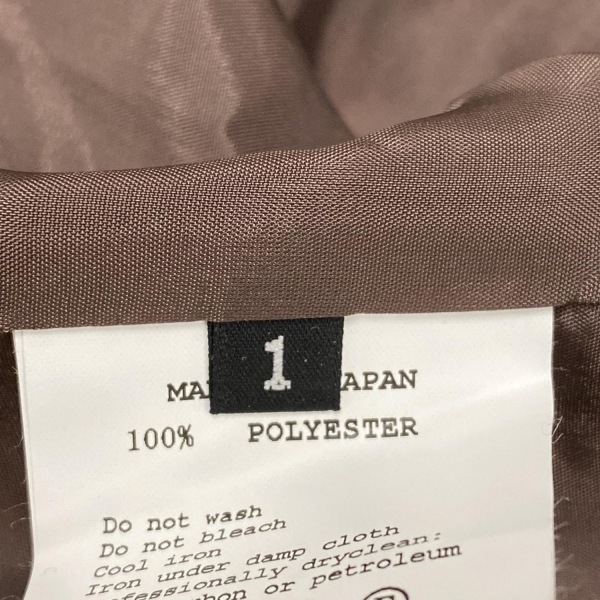 1
MA APAN
100% POLYESTER
Do not wash
Do not bleach
Cool iron
Iron under damp cloth
ofessionally dryclean:
bon or petroleum